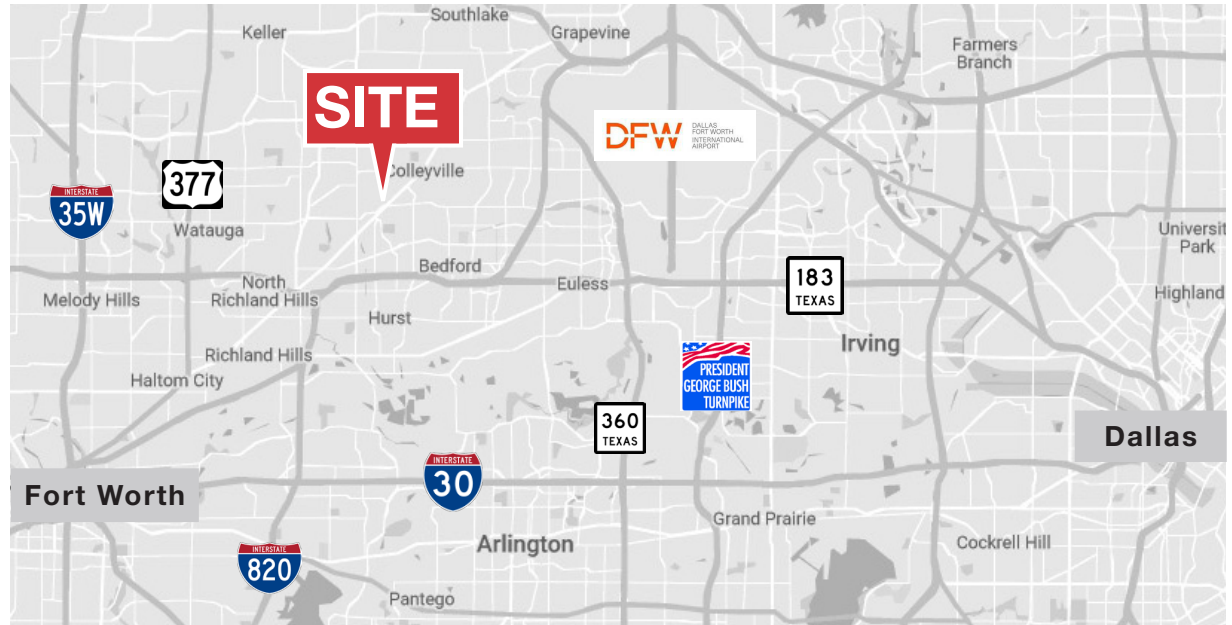 Southlake
Keller
Grapevine
Farmers
Branch
SITE
DFW
DALLAS
FORT WORTH
INTERNATIONAL
AIRPORT
Colleyville
377
INTERSTATE
35W
Watauga
Universit
Park
Bedford
183
TEXAS
North
Richland Hills
Euless
Melody Hills
Highland
Hurst
Irving
Richland Hills
PRESIDENT
GEORGE BUSH
TURNPIKE
Haltom City
360
TEXAS
Dallas
INTERSTATE
30
Fort Worth
Grand Prairie
Arlington
Cockrell Hill
INTERSTATE
820
Pantego